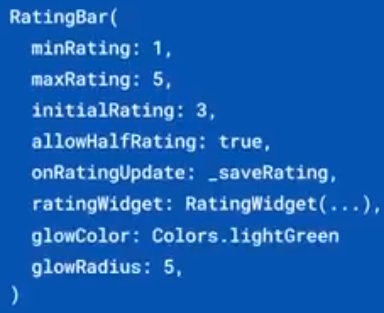 RatingBar(
  minRating: 1,
  maxRating: 5,
  initialRating: 3,
  allowHalfRating: true,
  onRatingUpdate: _saveRating,
  ratingWidget: RatingWidget(...),
  glowColor: Colors.lightGreen
  glowRadius: 5,
)